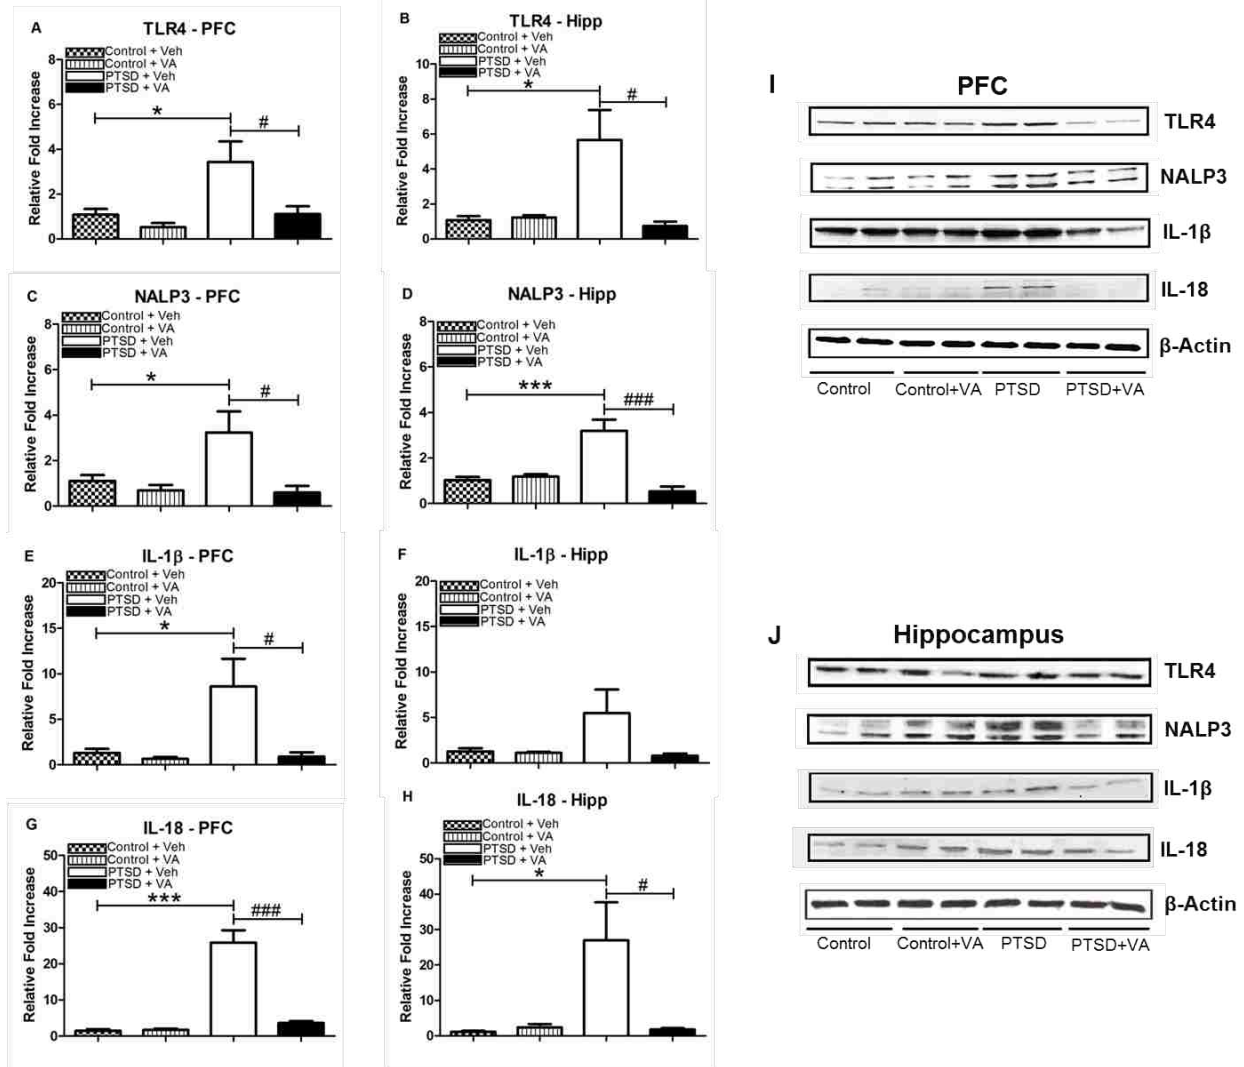 A
TLR4 - PFC
Control + Veh
Control + VA
PTSD + Veh
PTSD + VA
Relative Fold Increase
8
6
4
2
0
*
#
B
TLR4 - Hipp
Control + Veh
Control + VA
PTSD + Veh
PTSD + VA
Relative Fold Increase
10
8
6
4
2
0
*
#
C
NALP3 - PFC
Control + Veh
Control + VA
PTSD + Veh
PTSD + VA
Relative Fold Increase
8
6
4
2
0
*
#
D
NALP3 - Hipp
Control + Veh
Control + VA
PTSD + Veh
PTSD + VA
Relative Fold Increase
8
6
4
2
0
***
###
E
IL-1β - PFC
Control + Veh
Control + VA
PTSD + Veh
PTSD + VA
Relative Fold Increase
20
15
10
5
0
*
#
F
IL-1β - Hipp
Control + Veh
Control + VA
PTSD + Veh
PTSD + VA
Relative Fold Increase
20
15
10
5
0
G
IL-18 - PFC
Control + Veh
Control + VA
PTSD + Veh
PTSD + VA
Relative Fold Increase
50
40
30
20
10
0
***
###
H
IL-18 - Hipp
Control + Veh
Control + VA
PTSD + Veh
PTSD + VA
Relative Fold Increase
50
40
30
20
10
0
*
#
I
PFC
TLR4
NALP3
IL-1β
IL-18
β-Actin
Control Control+VA PTSD PTSD+VA
J
Hippocampus
TLR4
NALP3
IL-1β
IL-18
β-Actin
Control Control+VA PTSD PTSD+VA